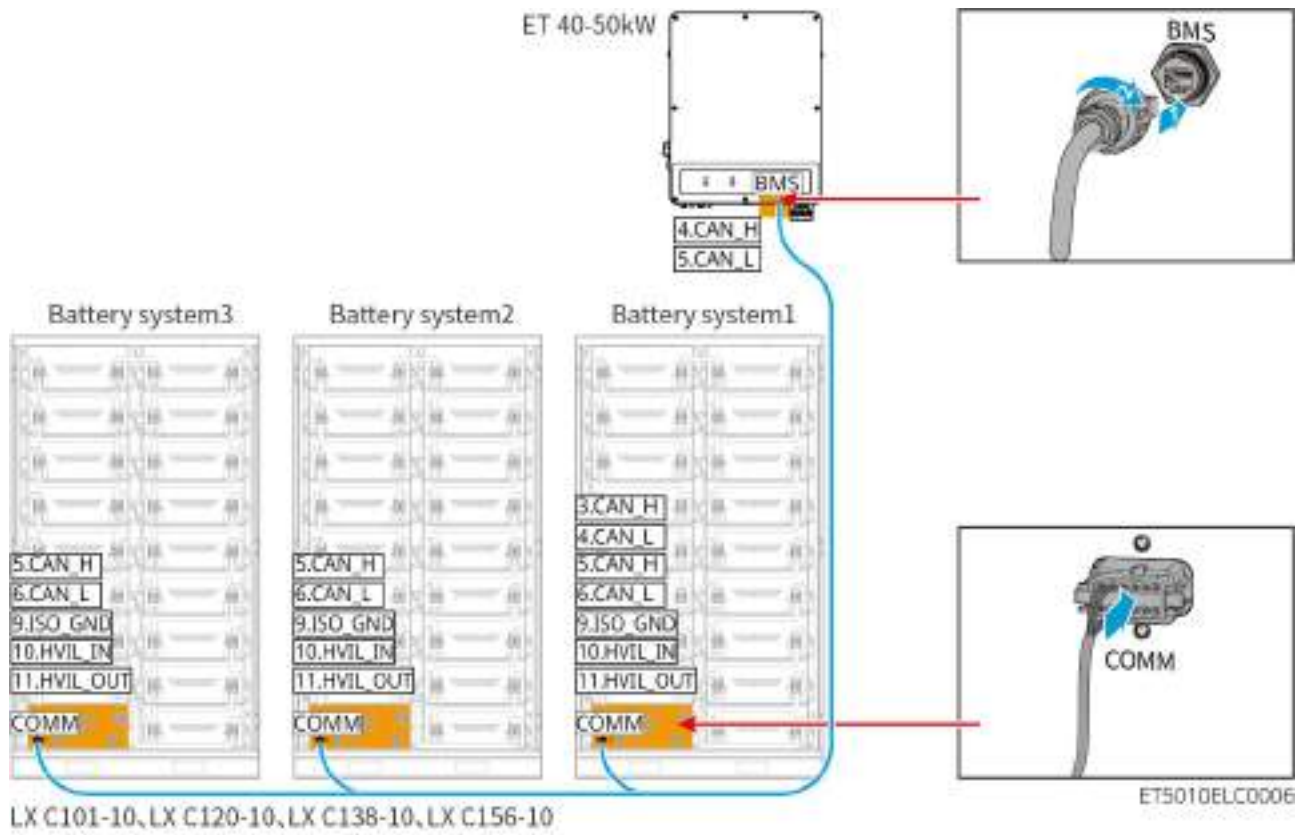 ET 40-50kW
BMS
BMS
4.CAN_H
5.CAN_L
Battery system3
Battery system2
Battery system1
3.CAN_H
4.CAN_L
5.CAN_H
6.CAN_L
9.ISO_GND
10.HVIL_IN
11.HVIL_OUT
COMM
5.CAN_H
6.CAN_L
9.ISO_GND
10.HVIL_IN
11.HVIL_OUT
COMM
5.CAN_H
6.CAN_L
9.ISO_GND
10.HVIL_IN
11.HVIL_OUT
COMM
COMM
ET5010ELC0006
LX C101-10、LX C120-10、LX C138-10、LX C156-10